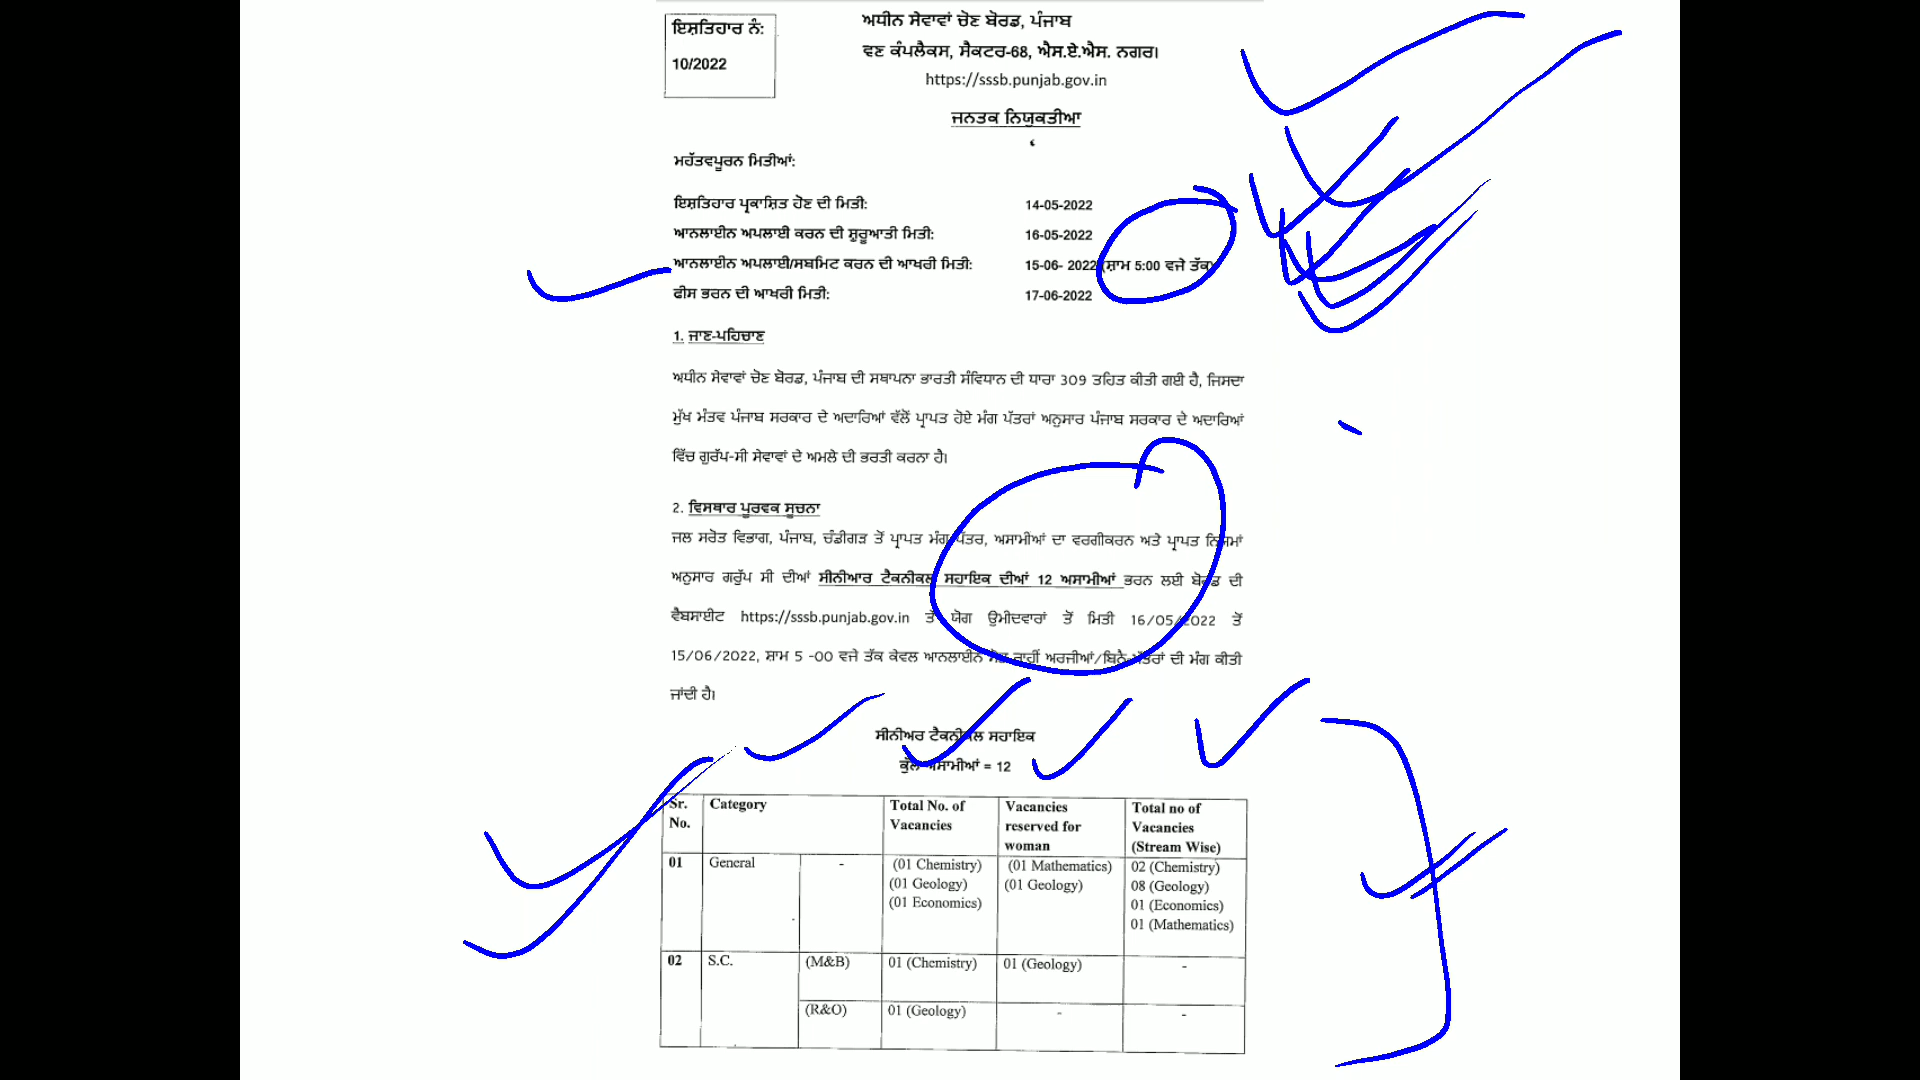 ਇਸ਼ਤਿਹਾਰ ਨੰ:
10/2022
ਅਧੀਨ ਸੇਵਾਵਾਂ ਚੋਣ ਬੋਰਡ, ਪੰਜਾਬ
ਵਣ ਕੰਪਲੈਕਸ, ਸੈਕਟਰ-68, ਐਸ.ਏ.ਐਸ. ਨਗਰ।
https://sssb.punjab.gov.in
ਜਨਤਕ ਨਿਯੁਕਤੀਆ
ਮਹੱਤਵਪੂਰਨ ਮਿਤੀਆਂ:
ਇਸ਼ਤਿਹਾਰ ਪ੍ਰਕਾਸ਼ਿਤ ਹੋਣ ਦੀ ਮਿਤੀ: 14-05-2022
ਆਨਲਾਈਨ ਅਪਲਾਈ ਕਰਨ ਦੀ ਸ਼ੁਰੂਆਤੀ ਮਿਤੀ: 16-05-2022
ਆਨਲਾਈਨ ਅਪਲਾਈ/ਸਬਮਿਟ ਕਰਨ ਦੀ ਆਖਰੀ ਮਿਤੀ: 15-06- 2022 (ਸ਼ਾਮ 5:00 ਵਜੇ ਤੱਕ)
ਫੀਸ ਭਰਨ ਦੀ ਆਖਰੀ ਮਿਤੀ: 17-06-2022
1. ਜਾਣ-ਪਹਿਚਾਣ
ਅਧੀਨ ਸੇਵਾਵਾਂ ਚੋਣ ਬੋਰਡ, ਪੰਜਾਬ ਦੀ ਸਥਾਪਨਾ ਭਾਰਤੀ ਸੰਵਿਧਾਨ ਦੀ ਧਾਰਾ 309 ਤਹਿਤ ਕੀਤੀ ਗਈ ਹੈ, ਜਿਸਦਾ
ਮੁੱਖ ਮੰਤਵ ਪੰਜਾਬ ਸਰਕਾਰ ਦੇ ਅਦਾਰਿਆਂ ਵੱਲੋਂ ਪ੍ਰਾਪਤ ਹੋਏ ਮੰਗ ਪੱਤਰਾਂ ਅਨੁਸਾਰ ਪੰਜਾਬ ਸਰਕਾਰ ਦੇ ਅਦਾਰਿਆਂ
ਵਿੱਚ ਗੁਰੱਪ-ਸੀ ਸੇਵਾਵਾਂ ਦੇ ਅਮਲੇ ਦੀ ਭਰਤੀ ਕਰਨਾ ਹੈ।
2. ਵਿਸਥਾਰ ਪੂਰਵਕ ਸੂਚਨਾ
ਜਲ ਸਰੋਤ ਵਿਭਾਗ, ਪੰਜਾਬ, ਚੰਡੀਗੜ ਤੋਂ ਪ੍ਰਾਪਤ ਮੰਗ ਪੱਤਰ, ਅਸਾਮੀਆਂ ਦਾ ਵਰਗੀਕਰਨ ਅਤੇ ਪ੍ਰਾਪਤ ਨਿਯਮਾਂ
ਅਨੁਸਾਰ ਗਰੁੱਪ ਸੀ ਦੀਆਂ ਸੀਨੀਆਰ ਟੈਕਨੀਕਲ ਸਹਾਇਕ ਦੀਆਂ 12 ਅਸਾਮੀਆਂ ਭਰਨ ਲਈ ਬੋਰਡ ਦੀ
ਵੈਬਸਾਈਟ https://sssb.punjab.gov.in ਤੇ ਯੋਗ ਉਮੀਦਵਾਰਾਂ ਤੋਂ ਮਿਤੀ 16/05/2022 ਤੋਂ
15/06/2022, ਸ਼ਾਮ 5 -00 ਵਜੇ ਤੱਕ ਕੇਵਲ ਆਨਲਾਈਨ ਮੋਡ ਰਾਹੀਂ ਅਰਜੀਆਂ/ਬਿਨੈ-ਪੱਤਰਾਂ ਦੀ ਮੰਗ ਕੀਤੀ
ਜਾਂਦੀ ਹੈ।
ਸੀਨੀਅਰ ਟੈਕਨੀਕਲ ਸਹਾਇਕ
ਕੁੱਲ ਅਸਾਮੀਆਂ = 12
Sr. No. Category Total No. of Vacancies Vacancies reserved for woman Total no of Vacancies (Stream Wise)
01 General - (01 Chemistry) (01 Mathematics) 02 (Chemistry)
(01 Geology) (01 Geology) 08 (Geology)
(01 Economics) 01 (Economics)
01 (Mathematics)
02 S.C. (M&B) 01 (Chemistry) 01 (Geology) -
(R&O) 01 (Geology) - -